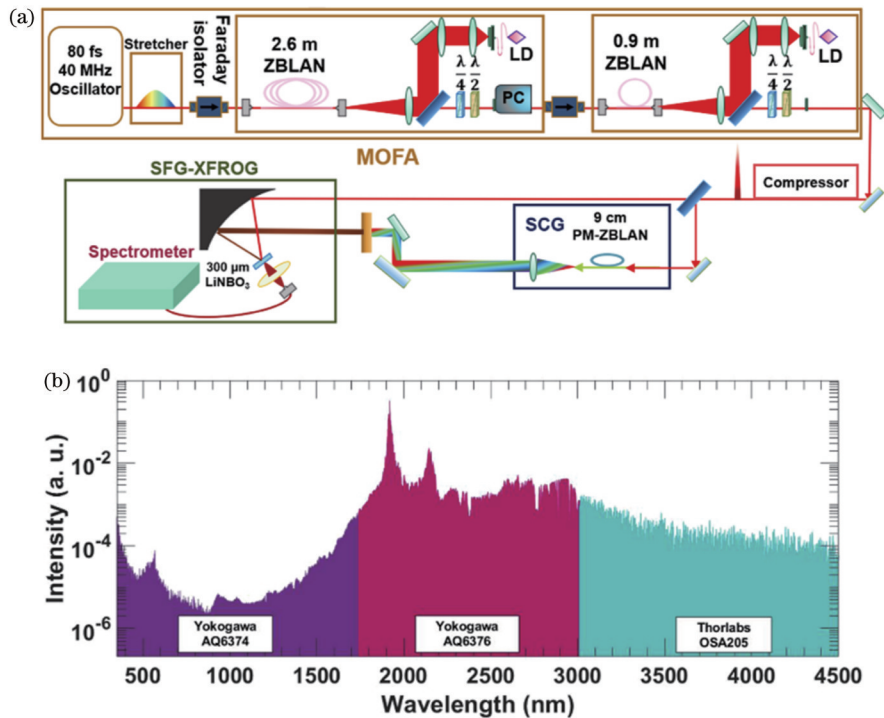 (a)
80 fs
40 MHz
Oscillator
Stretcher
Faraday
isolator
2.6 m
ZBLAN
LD
λ
4
λ
2
PC
0.9 m
ZBLAN
LD
λ
4
λ
2
MOFA
SFG-XFROG
Compressor
SCG
9 cm
PM-ZBLAN
Spectrometer
300 μm
LiNBO₃
(b)
Intensity (a. u.)
10⁰
10⁻²
10⁻⁴
10⁻⁶
Yokogawa
AQ6374
Yokogawa
AQ6376
Thorlabs
OSA205
500 1000 1500 2000 2500 3000 3500 4000 4500
Wavelength (nm)